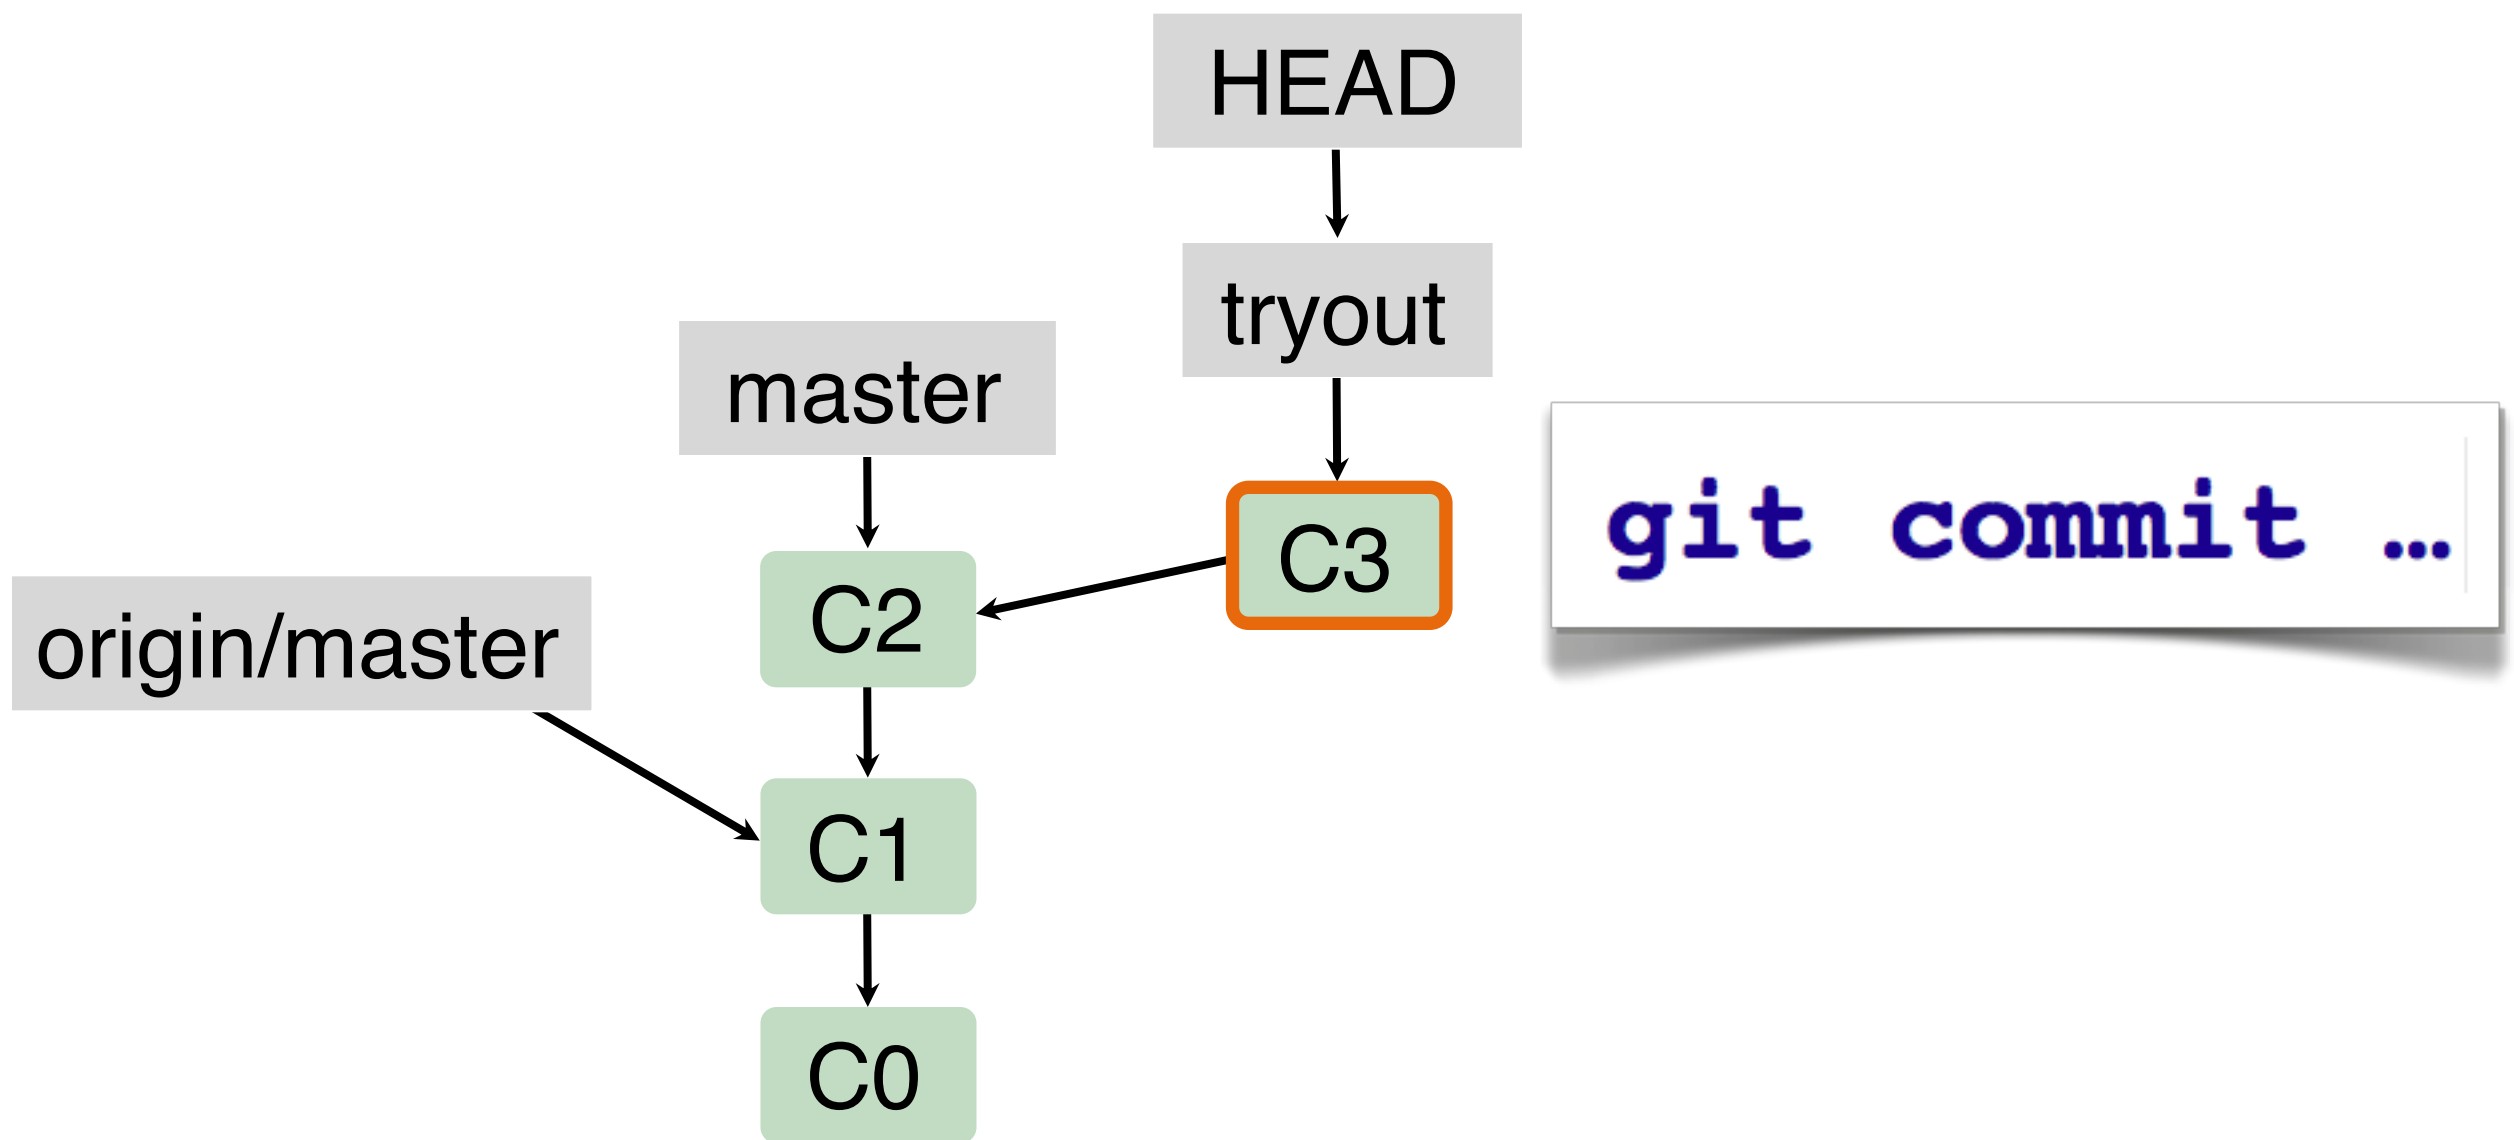 HEAD
tryout
master
git commit …
C3
C2
origin/master
C1
C0